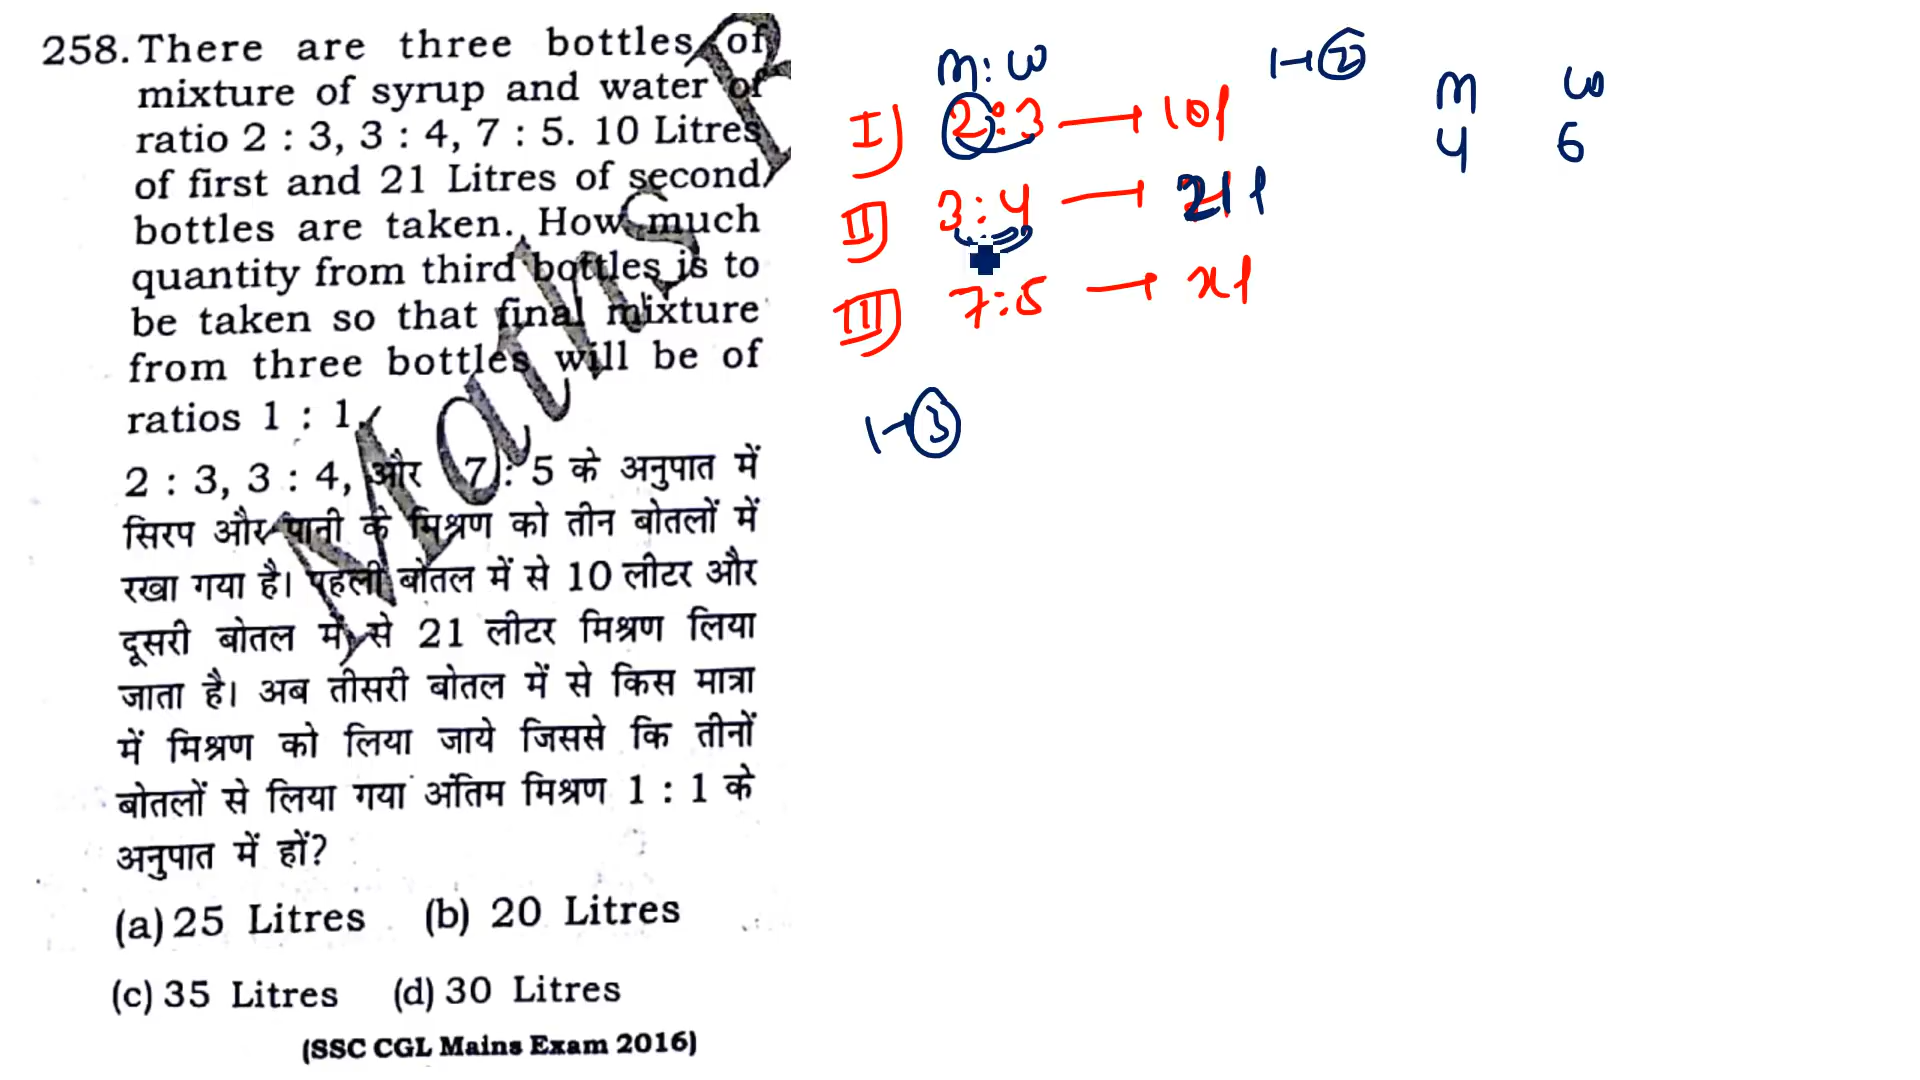 258. There are three bottles of
mixture of syrup and water of
ratio 2 : 3, 3 : 4, 7 : 5. 10 Litres
of first and 21 Litres of second
bottles are taken. How much
quantity from third bottles is to
be taken so that final mixture
from three bottles will be of
ratios 1 : 1.
2 : 3, 3 : 4, और 7 : 5 के अनुपात में
सिरप और पानी के मिश्रण को तीन बोतलों में
रखा गया है। पहली बोतल में से 10 लीटर और
दूसरी बोतल में से 21 लीटर मिश्रण लिया
जाता है। अब तीसरी बोतल में से किस मात्रा
में मिश्रण को लिया जाये जिससे कि तीनों
बोतलों से लिया गया अंतिम मिश्रण 1 : 1 के
अनुपात में हों?
(a) 25 Litres (b) 20 Litres
(c) 35 Litres (d) 30 Litres
(SSC CGL Mains Exam 2016)
Maths
M : W
I) 2 : 3 → 10l
II) 3 : 4 → 21l
III) 7 : 5 → xl
1→2
M W
4 6
1→3